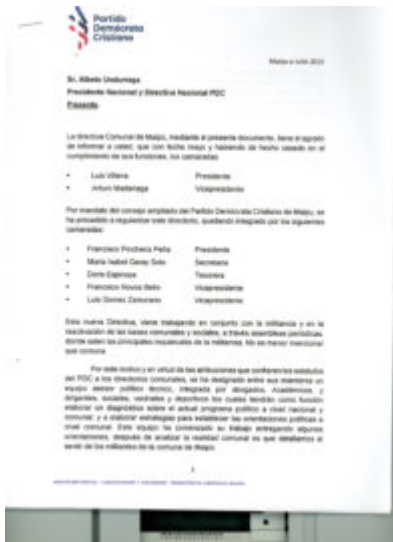 Partido
Demócrata
Cristiano
Maipú a Julio
Sr. Alberto Undurraga
Presidente Nacional y Directiva Nacional PDC
Presente.
La directiva Comunal de Maipú, mediante el presente documento, tiene el agrado
de informar a usted, que con fecha mayo y habiendo de hecho cesado en el
cumplimiento de sus funciones, los camaradas:
• Luis Villena Presidente
• Arturo Vicepresidente
Por mandato del consejo ampliado del Partido Demócrata Cristiano de Maipú, se
ha procedido a regularizar este directorio, quedando integrado por los siguientes
camaradas:
• Francisco Pincheira Peña Presidente
• María Isabel Garay Soto Secretaria
• Doris Espinoza Tesorera
• Francisco Novoa Vicepresidente
• Luis Gomez Zamorano Vicepresidente
Esta nueva Directiva, viene trabajando en conjunto con la militancia y en la
reactivación de las bases comunales y sociales, a través asambleas periódicas,
donde salen las principales inquietudes de la militancia. No es menor mencionar
que comuna
Por este motivo y en virtud de las atribuciones que confieren los estatutos
del PDC a los directorios comunales, se ha designado entre sus miembros un
equipo asesor político técnico, integrada por abogados, Académicos, y
dirigentes, sociales, vecinales y deportivos los cuales tendrán como función
elaborar un diagnóstico sobre el actual programa político a nivel nacional y
comunal, y a elaborar estrategias para establecer las orientaciones políticas a
nivel comunal. Este equipo ha comenzado su trabajo entregando algunas
orientaciones, después de analizar la realidad comunal es que detallamos el
sentir de los militantes de la comuna de Maipú.
1